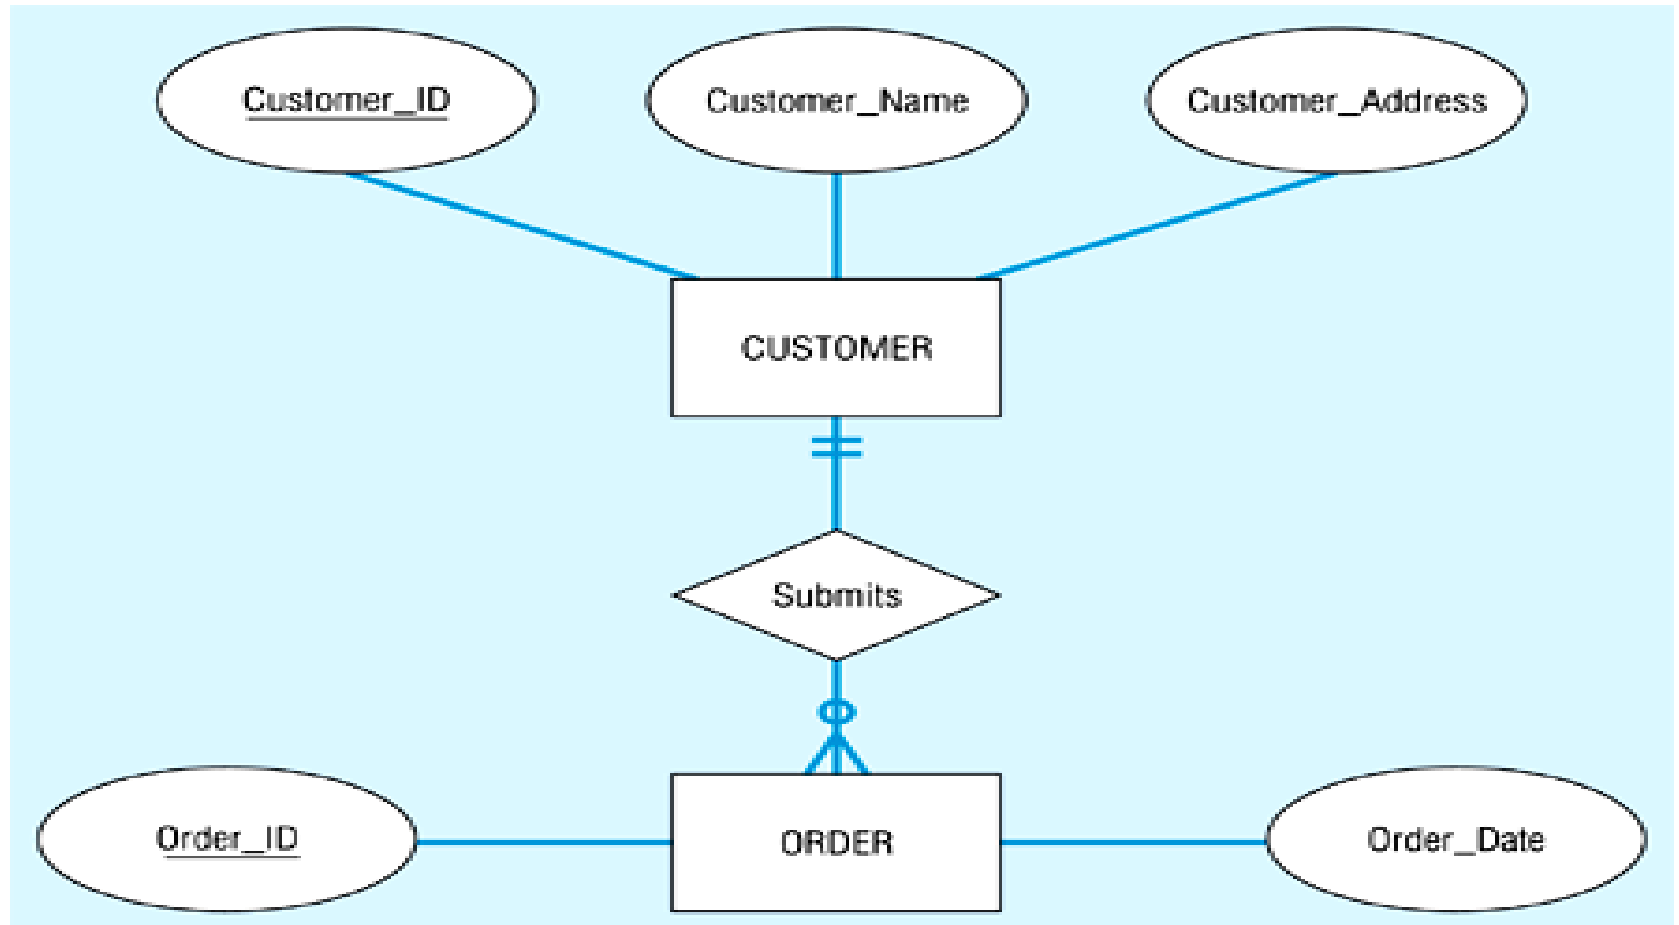 Customer_ID
Customer_Name
Customer_Address
CUSTOMER
Submits
Order_ID
ORDER
Order_Date